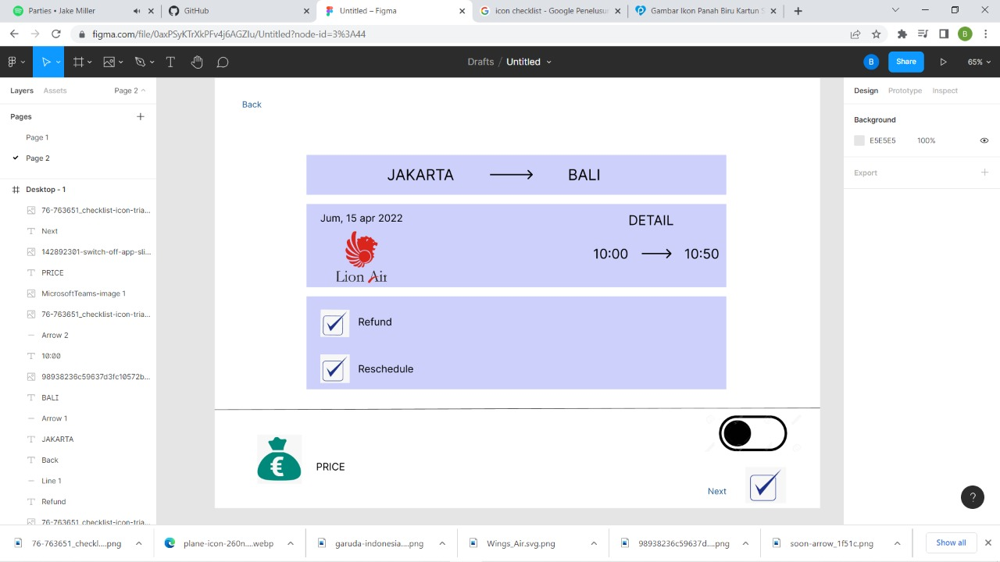 Parties • Jake Miller
GitHub
Untitled – Figma
icon checklist - Google Penelusu
Gambar Ikon Panah Biru Kartun S
figma.com/file/0axPSyKTrXkPFv4j6AGZIu/Untitled?node-id=3%3A44
B
Drafts / Untitled
B
Share
65%
Layers
Assets
Page 2
Design
Prototype
Inspect
Pages
Page 1
Page 2
Background
E5E5E5
100%
Export
Desktop - 1
76-763651_checklist-icon-tria...
Next
142892301-switch-off-app-sli...
PRICE
MicrosoftTeams-image 1
76-763651_checklist-icon-tria...
Arrow 2
10:00
98938236c59637d3fc10572b...
BALI
Arrow 1
JAKARTA
Back
Line 1
Refund
76-763651_checklist-icon-tria...
Back
JAKARTA
BALI
Jum, 15 apr 2022
DETAIL
Lion Air
10:00
10:50
Refund
Reschedule
€
PRICE
Next
?
76-763651_checkl....png
plane-icon-260n....webp
garuda-indonesia....png
Wings_Air.svg.png
98938236c59637d....png
soon-arrow_1f51c.png
Show all